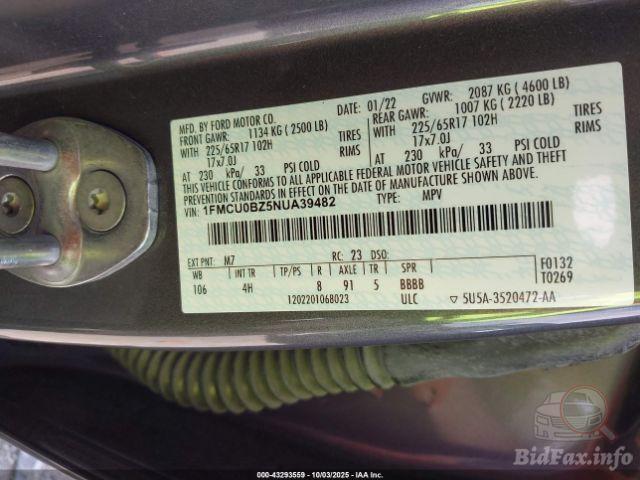 MFD. BY FORD MOTOR CO. DATE: 01/22 GVWR: 2087 KG ( 4600 LB)
FRONT GAWR: 1134 KG ( 2500 LB) REAR GAWR: 1007 KG ( 2220 LB)
WITH 225/65R17 102H TIRES WITH 225/65R17 102H TIRES
17x7.0J RIMS 17x7.0J RIMS
AT 230 kPa/ 33 PSI COLD AT 230 kPa/ 33 PSI COLD
THIS VEHICLE CONFORMS TO ALL APPLICABLE FEDERAL MOTOR VEHICLE SAFETY AND THEFT
PREVENTION STANDARDS IN EFFECT ON THE DATE OF MANUFACTURE SHOWN ABOVE.
VIN: 1FMCU0BZ5NUA39482 TYPE: MPV
EXT PNT: M7 RC: 23 DSO:
WB INT TR TP/PS R AXLE TR SPR F0132
106 4H 8 91 5 BBBB T0269
1202201068023 ULC ▽ 5U5A-3520472-AA
BidFax.info
000-43293559 - 10/03/2025 - IAA Inc.